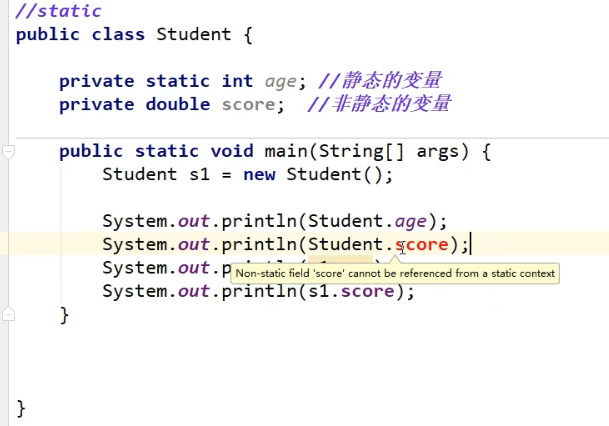 //static
public class Student {
private static int age; //静态的变量
private double score; //非静态的变量
public static void main(String[] args) {
Student s1 = new Student();
System.out.println(Student.age);
System.out.println(Student.score);
System.out.p
Non-static field 'score' cannot be referenced from a static context
System.out.println(s1.score);
}
}